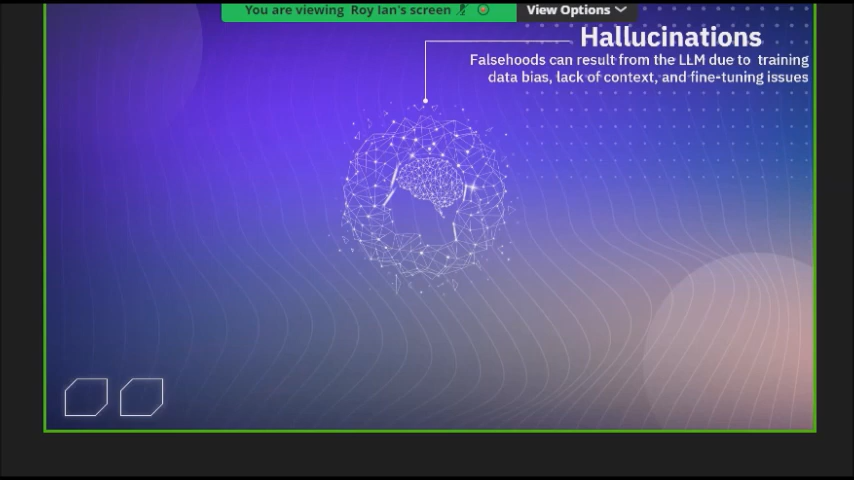 You are viewing Roy Ian's screen
View Options
Hallucinations
Falsehoods can result from the LLM due to training
data bias, lack of context, and fine-tuning issues